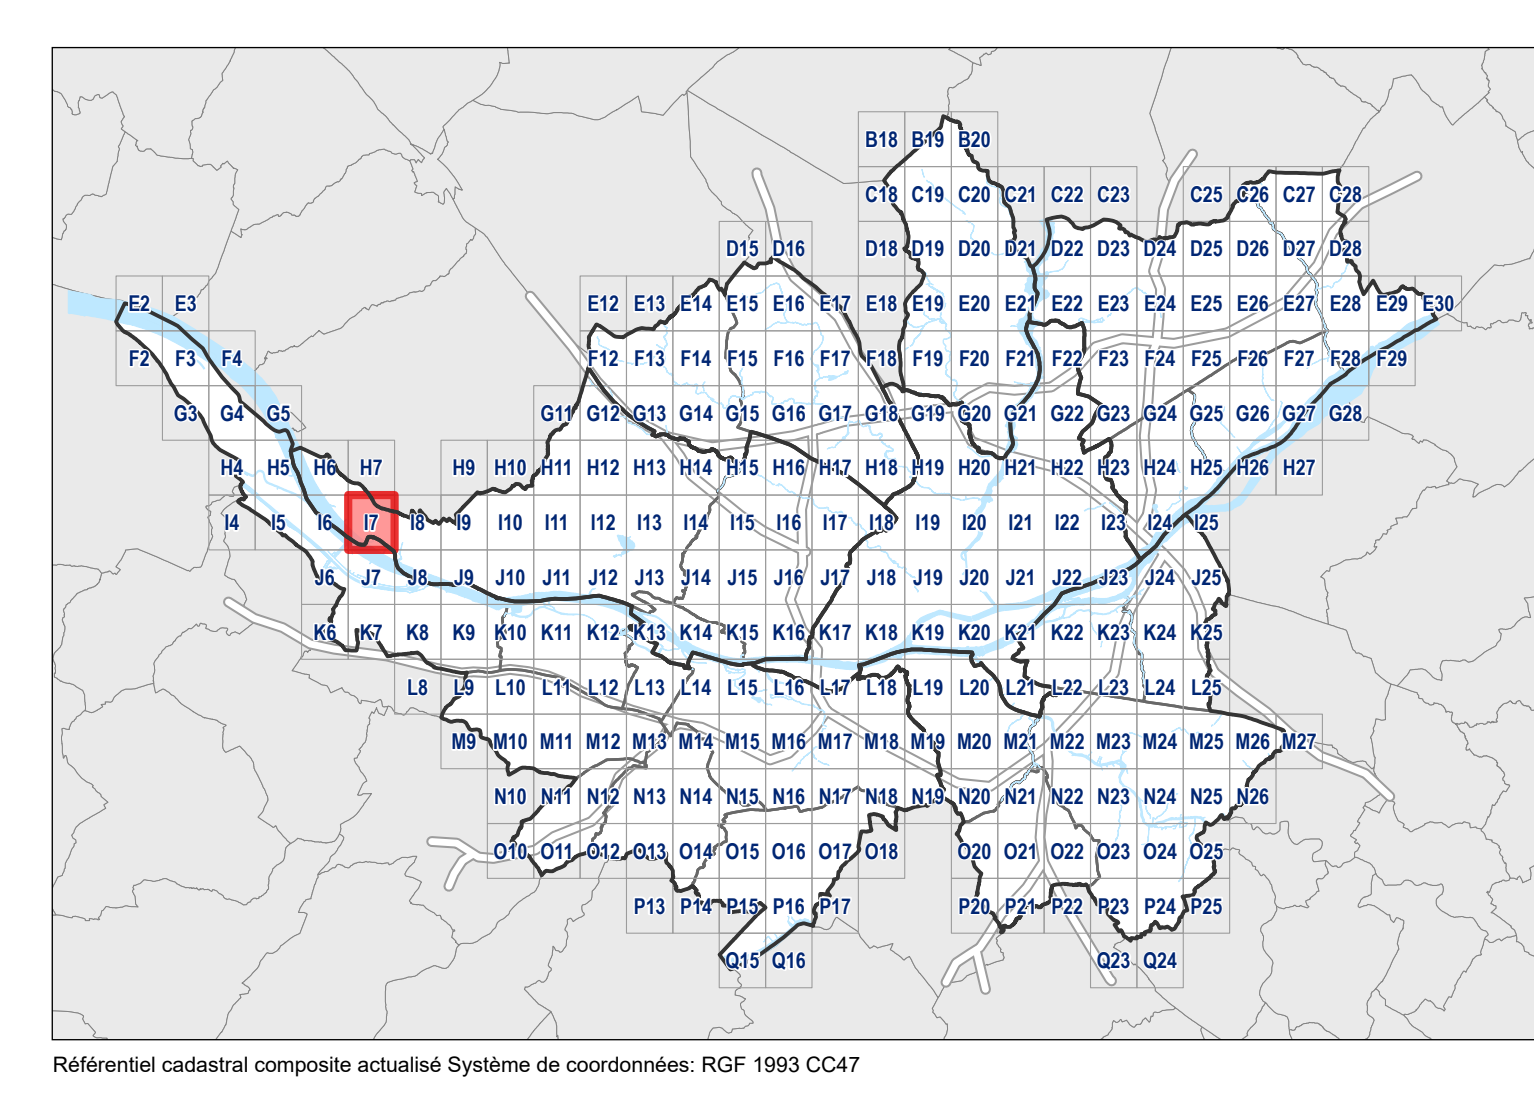 B18 B19 B20
C18 C19 C20 C21 C22 C23 C25 C26 C27 C28
D15 D16 D18 D19 D20 D21 D22 D23 D24 D25 D26 D27 D28
E2 E3 E12 E13 E14 E15 E16 E17 E18 E19 E20 E21 E22 E23 E24 E25 E26 E27 E28 E29 E30
F2 F3 F4 F12 F13 F14 F15 F16 F17 F18 F19 F20 F21 F22 F23 F24 F25 F26 F27 F28 F29
G3 G4 G5 G11 G12 G13 G14 G15 G16 G17 G18 G19 G20 G21 G22 G23 G24 G25 G26 G27 G28
H4 H5 H6 H7 H9 H10 H11 H12 H13 H14 H15 H16 H17 H18 H19 H20 H21 H22 H23 H24 H25 H26 H27
I4 I5 I6 I7 I8 I9 I10 I11 I12 I13 I14 I15 I16 I17 I18 I19 I20 I21 I22 I23 I24 I25
J6 J7 J8 J9 J10 J11 J12 J13 J14 J15 J16 J17 J18 J19 J20 J21 J22 J23 J24 J25
K6 K7 K8 K9 K10 K11 K12 K13 K14 K15 K16 K17 K18 K19 K20 K21 K22 K23 K24 K25
L8 L9 L10 L11 L12 L13 L14 L15 L16 L17 L18 L19 L20 L21 L22 L23 L24 L25
M9 M10 M11 M12 M13 M14 M15 M16 M17 M18 M19 M20 M21 M22 M23 M24 M25 M26 M27
N10 N11 N12 N13 N14 N15 N16 N17 N18 N19 N20 N21 N22 N23 N24 N25 N26
O10 O11 O12 O13 O14 O15 O16 O17 O18 O20 O21 O22 O23 O24 O25
P13 P14 P15 P16 P17 P20 P21 P22 P23 P24 P25
Q15 Q16 Q23 Q24
Référentiel cadastral composite actualisé Système de coordonnées: RGF 1993 CC47